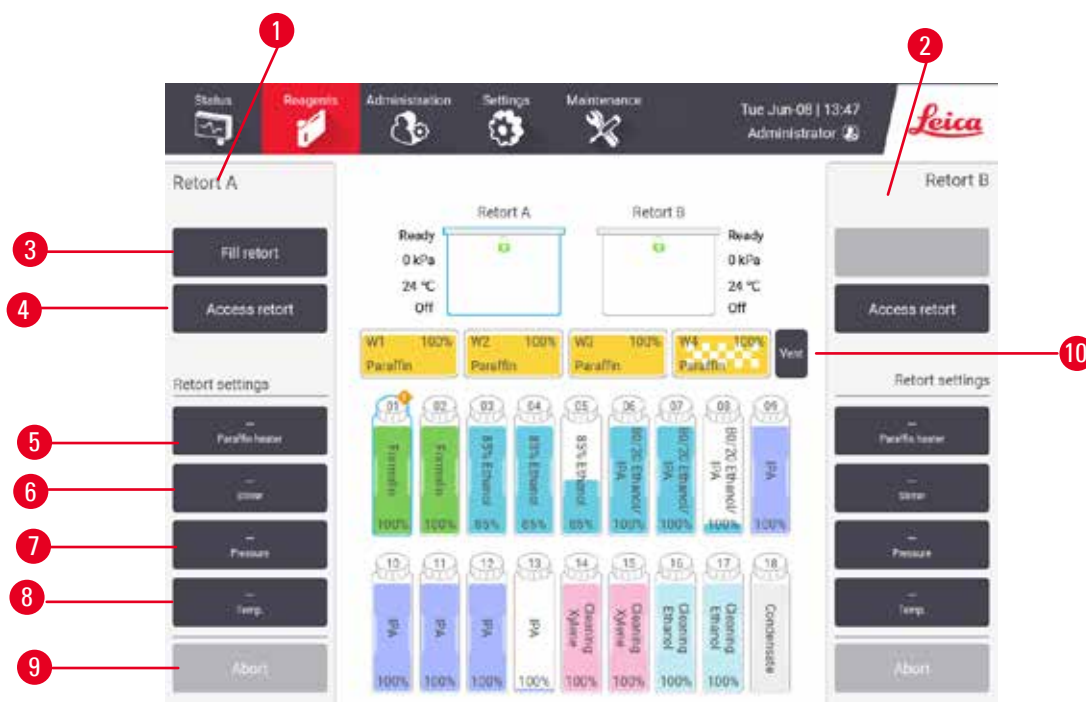 1
2
Status Reagents Administration Settings Maintenance
Tue Jun-08 | 13:47
Administrator
Leica
Retort A
Retort B
3
Fill retort
4
Access retort
Access retort
Retort A
Retort B
Ready
0 kPa
24 °C
Off
Ready
0 kPa
24 °C
Off
W1 100%
Paraffin
W2 100%
Paraffin
W3 100%
Paraffin
W4 100%
Paraffin
Vent
10
Retort settings
Retort settings
5
--
Paraffin heater
--
Paraffin heater
6
--
Stirrer
--
Stirrer
7
--
Pressure
--
Pressure
8
--
Temp.
--
Temp.
9
Abort
Abort
01
Formalin
100%
02
Formalin
100%
03
85% Ethanol
85%
04
85% Ethanol
85%
05
85% Ethanol
85%
06
80/20 Ethanol/
IPA
100%
07
80/20 Ethanol/
IPA
100%
08
80/20 Ethanol/
IPA
100%
09
IPA
100%
10
IPA
100%
11
IPA
100%
12
IPA
100%
13
IPA
100%
14
Cleaning
Xylene
100%
15
Cleaning
Xylene
100%
16
Cleaning
Ethanol
100%
17
Cleaning
Ethanol
100%
18
Condensate